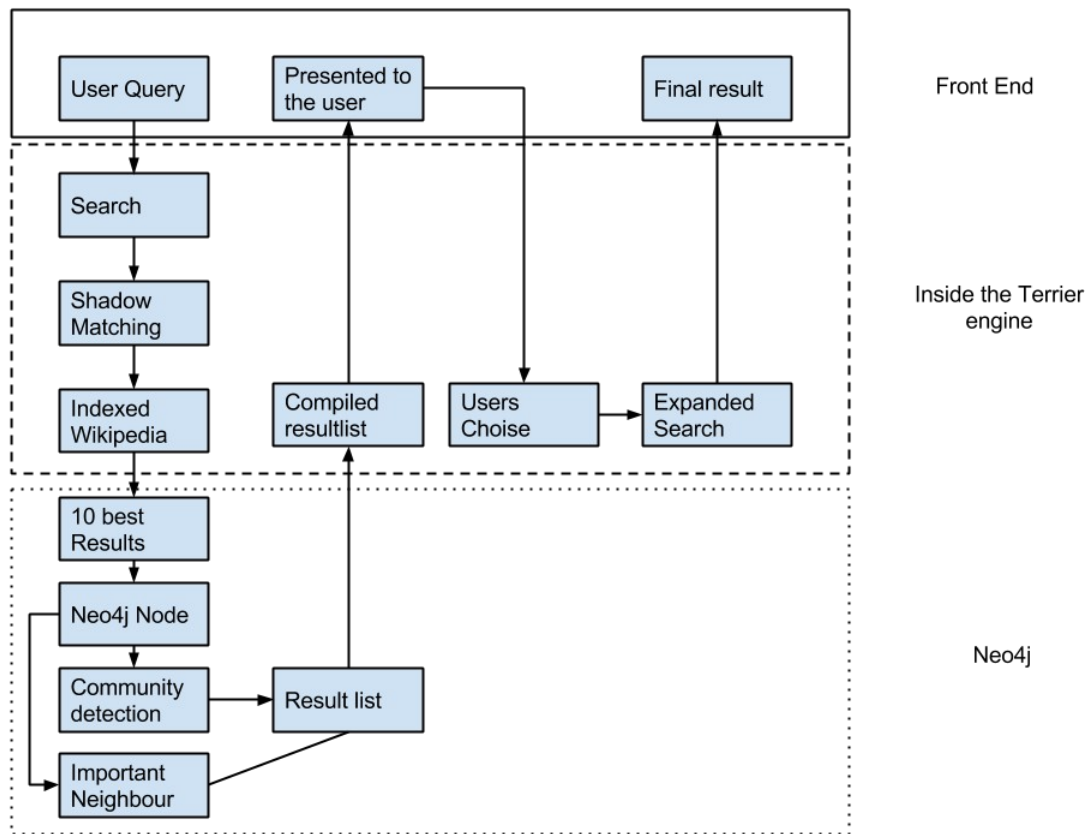 User Query
Presented to
the user
Final result
Front End
Search
Shadow
Matching
Inside the Terrier
engine
Indexed
Wikipedia
Compiled
resultlist
Users
Choise
Expanded
Search
10 best
Results
Neo4j Node
Community
detection
Result list
Neo4j
Important
Neighbour